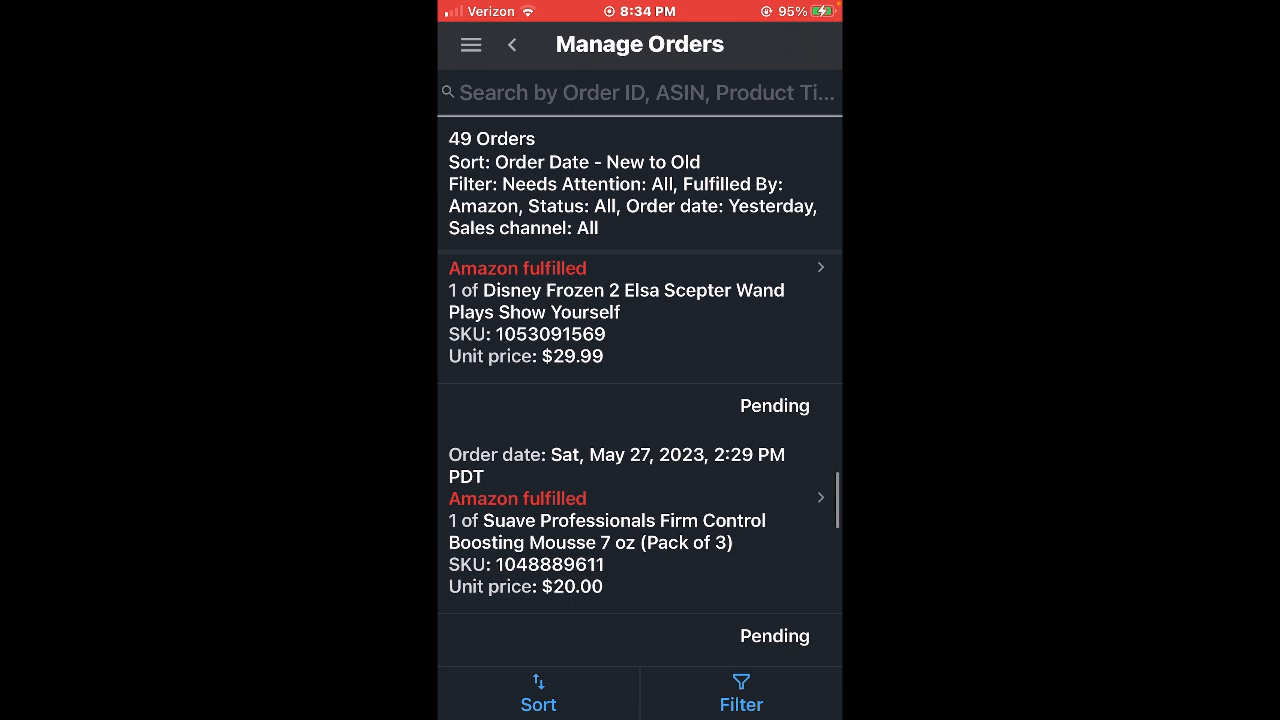 Verizon 8:34 PM 95%
Manage Orders
Search by Order ID, ASIN, Product Ti...
49 Orders
Sort: Order Date - New to Old
Filter: Needs Attention: All, Fulfilled By:
Amazon, Status: All, Order date: Yesterday,
Sales channel: All
Amazon fulfilled
1 of Disney Frozen 2 Elsa Scepter Wand
Plays Show Yourself
SKU: 1053091569
Unit price: $29.99
Pending
Order date: Sat, May 27, 2023, 2:29 PM
PDT
Amazon fulfilled
1 of Suave Professionals Firm Control
Boosting Mousse 7 oz (Pack of 3)
SKU: 1048889611
Unit price: $20.00
Pending
Sort Filter